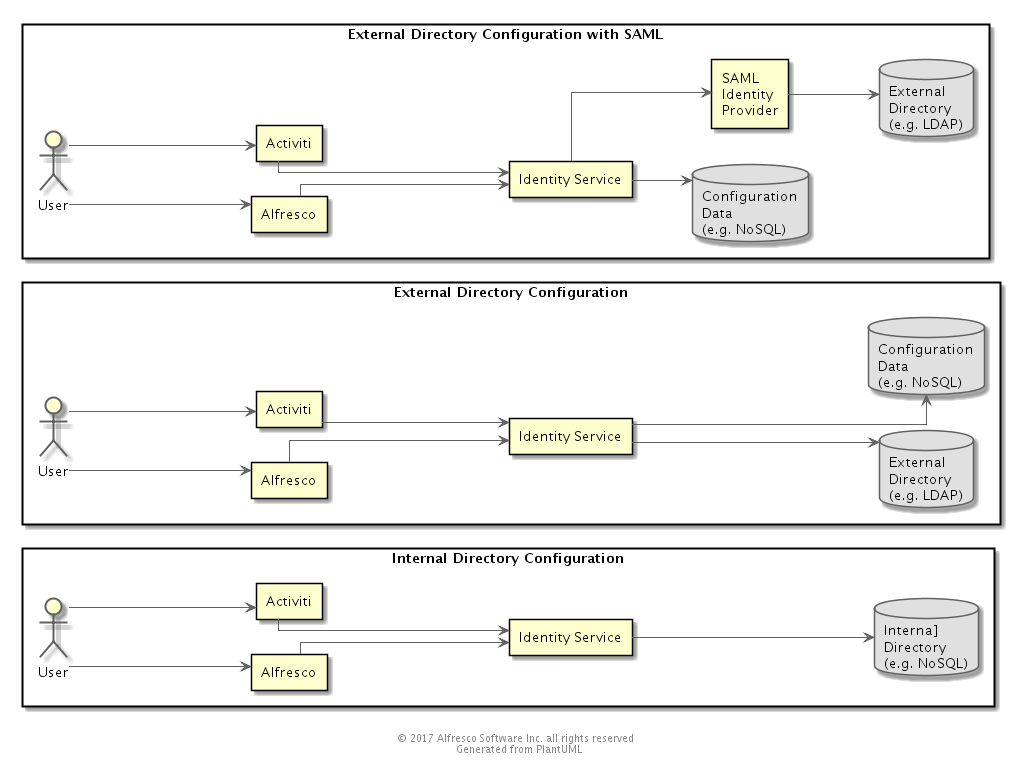 External Directory Configuration with SAML
SAML
Identity
Provider
External
Directory
(e.g. LDAP)
Activiti
Identity Service
Configuration
Data
(e.g. NoSQL)
User
Alfresco
External Directory Configuration
Configuration
Data
(e.g. NoSQL)
Activiti
Identity Service
External
Directory
(e.g. LDAP)
User
Alfresco
Internal Directory Configuration
Activiti
Identity Service
Interna]
Directory
(e.g. NoSQL)
User
Alfresco
© 2017 Alfresco Software Inc. all rights reserved
Generated from PlantUML